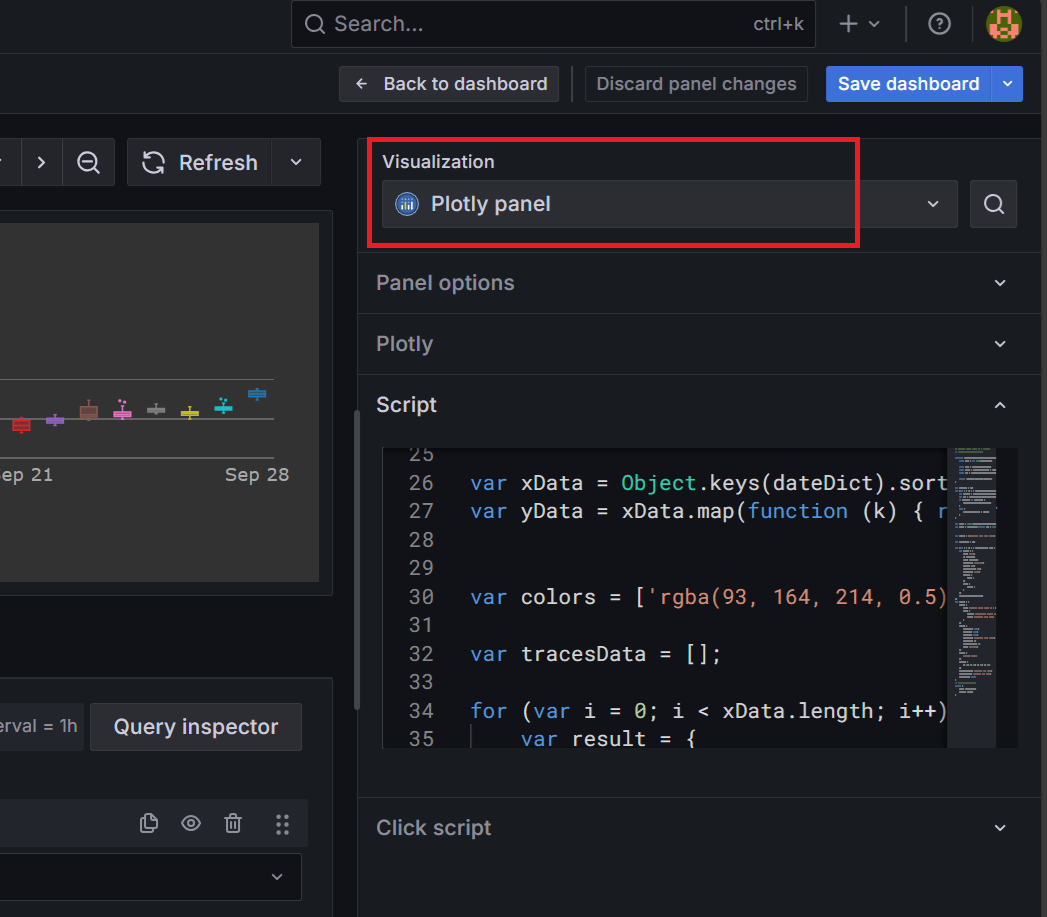 Search...
ctrl+k
Back to dashboard
Discard panel changes
Save dashboard
Refresh
Visualization
Plotly panel
Panel options
Plotly
Script
25
26 var xData = Object.keys(dateDict).sort
27 var yData = xData.map(function (k) { r
28
29
30 var colors = ['rgba(93, 164, 214, 0.5)
31
32 var tracesData = [];
33
34 for (var i = 0; i < xData.length; i++)
35 var result = {
Click script
ep 21
Sep 28
erval = 1h
Query inspector